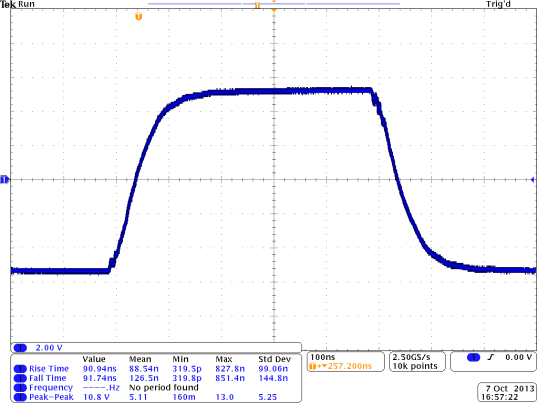 Tek Run Trig'd
T
T
1
1 2.00 V
Value Mean Min Max Std Dev
1 Rise Time 90.94ns 88.54n 319.5p 827.8n 99.06n
1 Fall Time 91.74ns 126.5n 319.8p 851.4n 144.8n
1 Frequency ----.-- Hz No period found
1 Peak-Peak 10.8 V 5.11 160m 13.0 5.25
100ns
T→▼257.200ns
2.50GS/s
10k points
1 0.00 V
7 Oct 2013
16:57:22